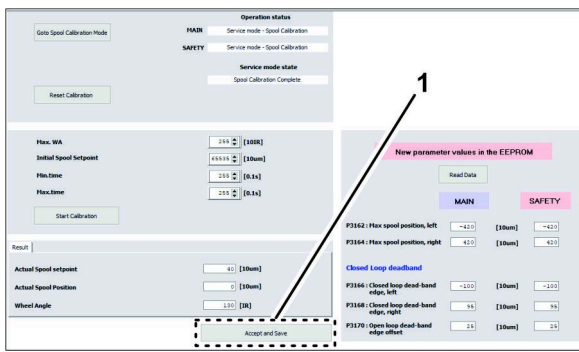 Operation status
Goto Spool Calibration Mode
MAIN Service mode - Spool Calibration
SAFETY Service mode - Spool Calibration
Service mode state
Spool Calibration Complete
Reset Calibration
1
Max. WA 255 [10IR]
Initial Spool Setpoint 65535 [10um]
Min.time 255 [0.1s]
Max.time 255 [0.1s]
Start Calibration
Result
Actual Spool setpoint 40 [10um]
Actual Spool Position 0 [10um]
Wheel Angle 130 [IR]
Accept and Save
New parameter values in the EEPROM
Read Data
MAIN SAFETY
P3162 : Max spool position, left -420 [10um] -420
P3164 : Max spool position, right 420 [10um] 420
Closed Loop deadband
P3166 : Closed loop dead-band edge, left -100 [10um] -100
P3168 : Closed loop dead-band edge, right 95 [10um] 95
P3170 : Open loop dead-band edge offset 25 [10um] 25